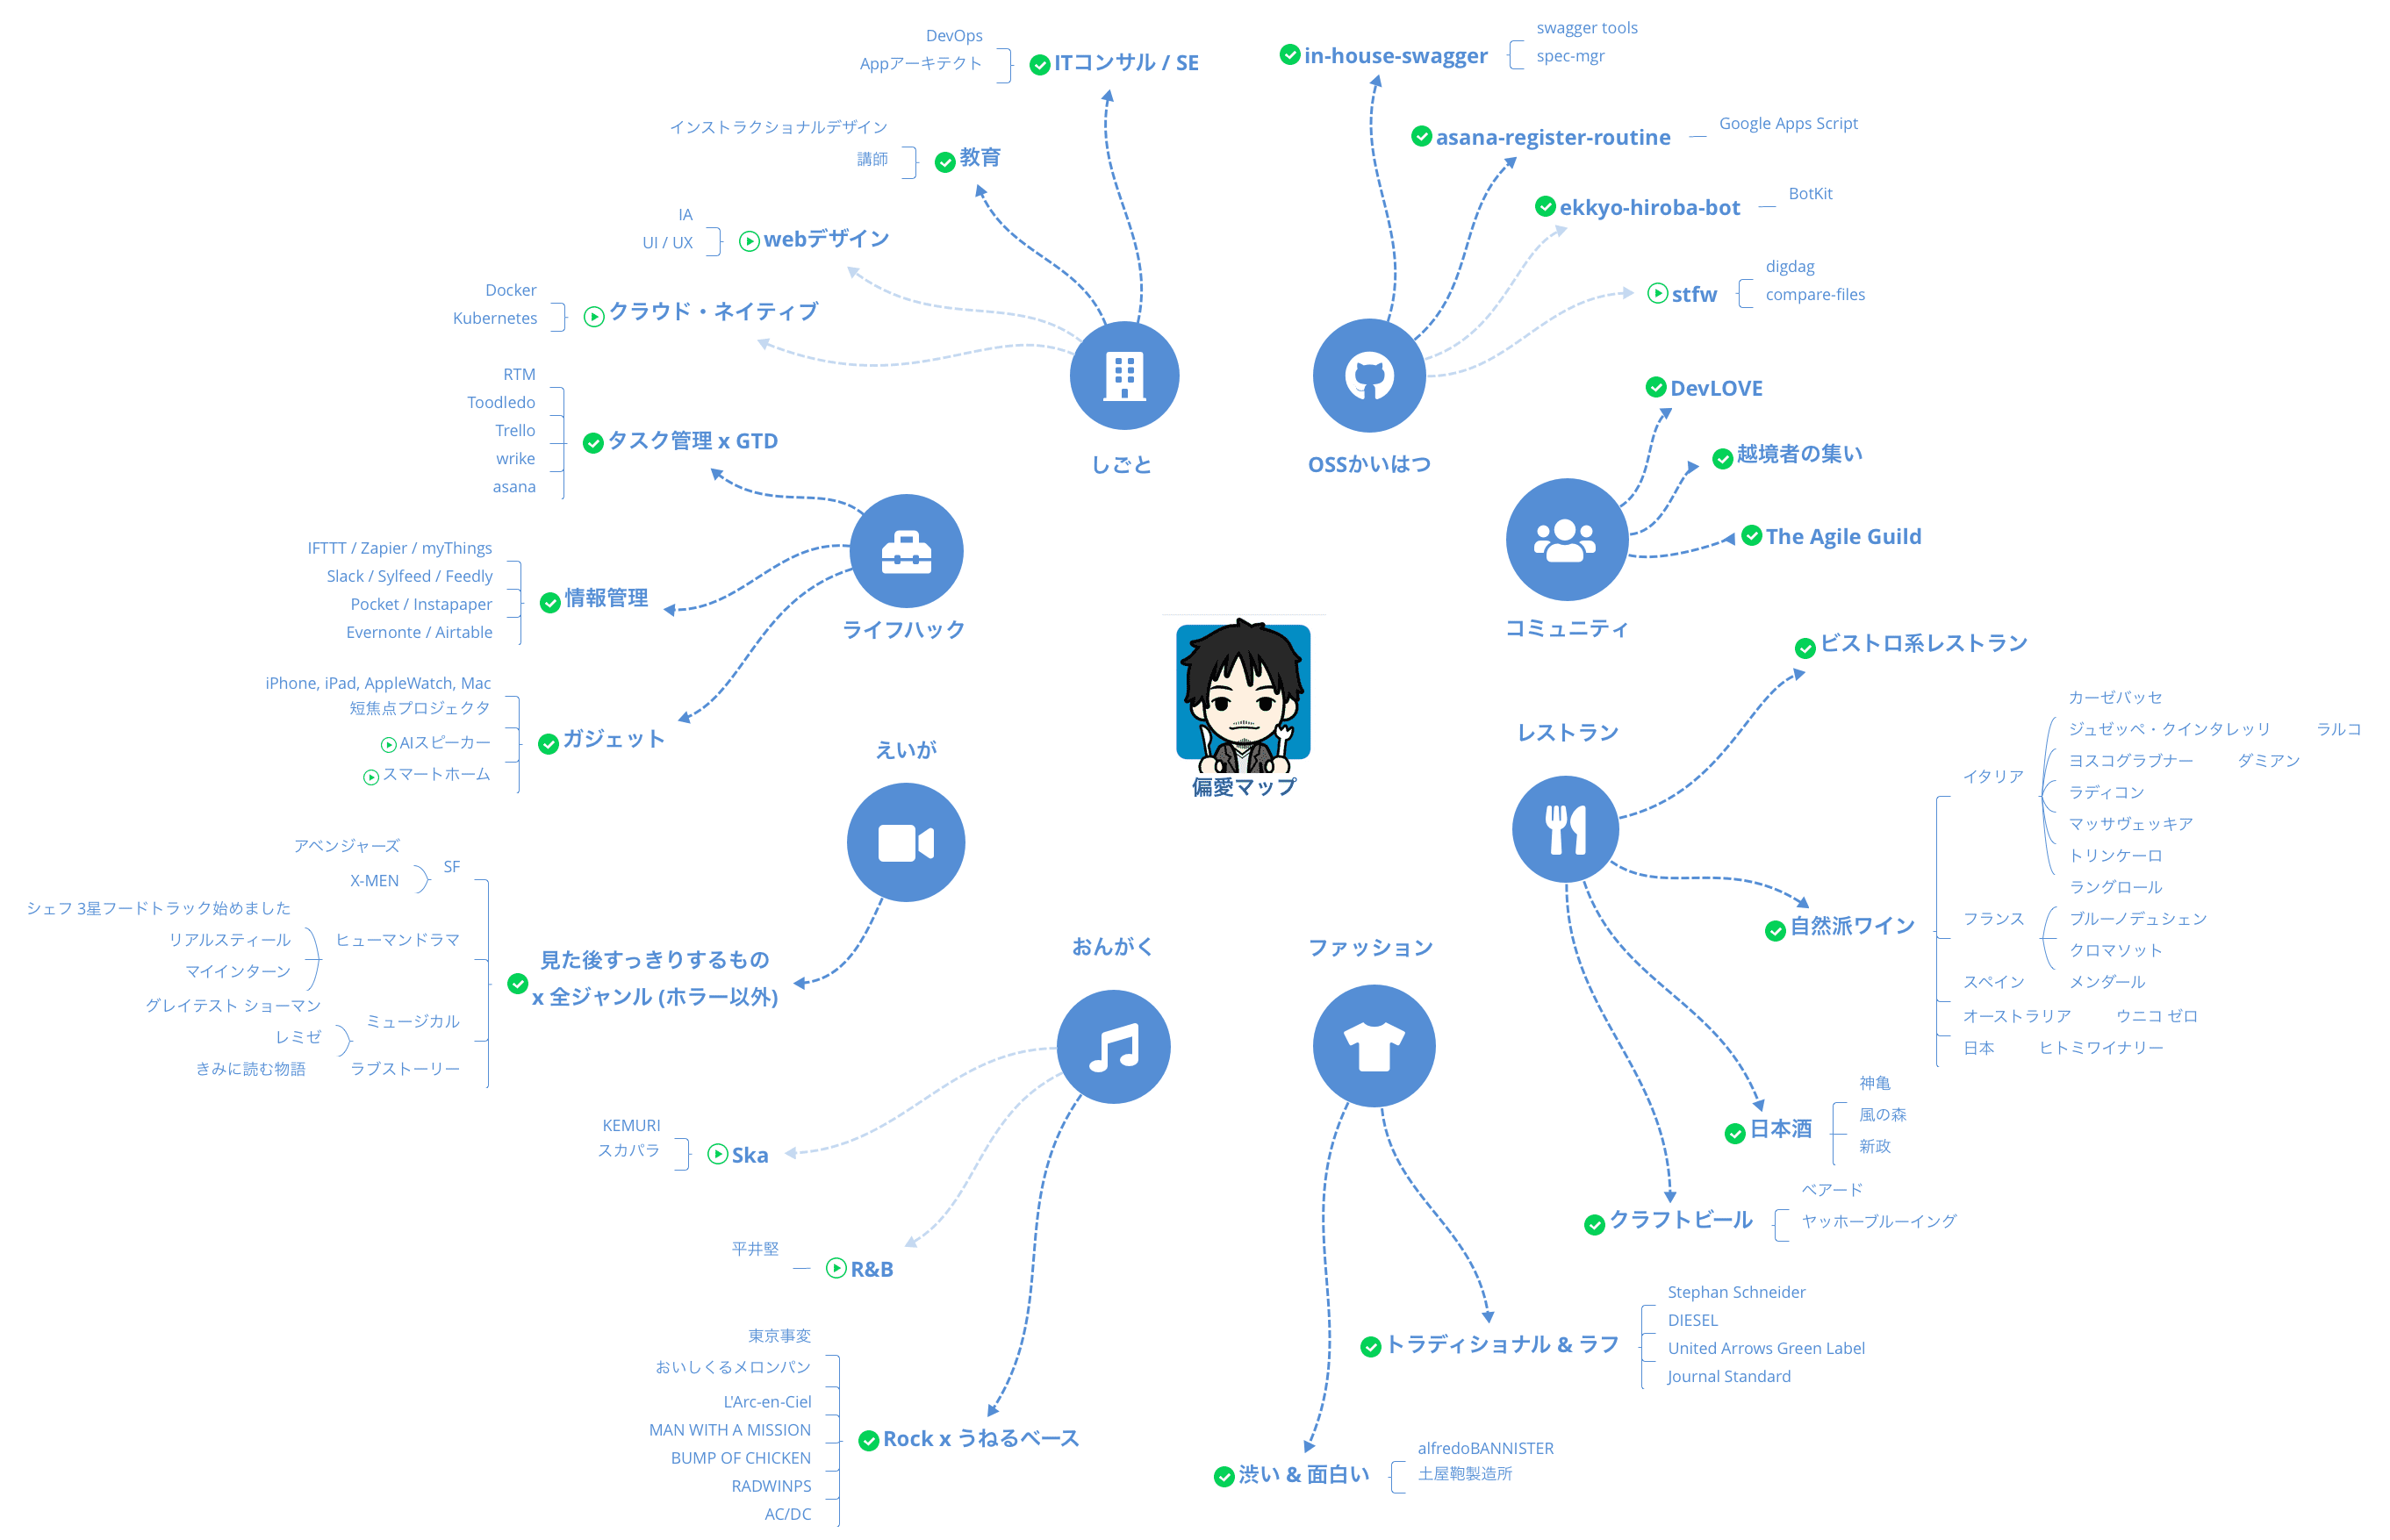 DevOps
Appアーキテクト
ITコンサル / SE
インストラクショナルデザイン
講師
教育
IA
UI / UX
webデザイン
Docker
Kubernetes
クラウド・ネイティブ
しごと
swagger tools
spec-mgr
in-house-swagger
Google Apps Script
asana-register-routine
BotKit
ekkyo-hiroba-bot
digdag
compare-files
stfw
OSSかいはつ
RTM
Toodledo
Trello
wrike
asana
タスク管理 x GTD
IFTTT / Zapier / myThings
Slack / Sylfeed / Feedly
Pocket / Instapaper
Evernonte / Airtable
情報管理
iPhone, iPad, AppleWatch, Mac
短焦点プロジェクタ
AIスピーカー
スマートホーム
ガジェット
ライフハック
DevLOVE
越境者の集い
The Agile Guild
コミュニティ
偏愛マップ
えいが
アベンジャーズ
X-MEN
SF
シェフ 3星フードトラック始めました
リアルスティール
マイインターン
ヒューマンドラマ
グレイテスト ショーマン
レミゼ
ミュージカル
きみに読む物語
ラブストーリー
見た後すっきりするもの
x 全ジャンル (ホラー以外)
レストラン
ビストロ系レストラン
カーゼバッセ
ジュゼッペ・クインタレッリ
ラルコ
ヨスコグラブナー
ダミアン
ラディコン
マッサヴェッキア
トリンケーロ
イタリア
ラングロール
ブルーノデュシェン
クロマソット
フランス
スペイン
メンダール
オーストラリア
ウニコ ゼロ
日本
ヒトミワイナリー
自然派ワイン
神亀
風の森
新政
日本酒
ベアード
ヤッホーブルーイング
クラフトビール
おんがく
KEMURI
スカパラ
Ska
平井堅
R&B
東京事変
おいしくるメロンパン
L'Arc-en-Ciel
MAN WITH A MISSION
BUMP OF CHICKEN
RADWINPS
AC/DC
Rock x うねるベース
ファッション
Stephan Schneider
DIESEL
United Arrows Green Label
Journal Standard
トラディショナル & ラフ
alfredoBANNISTER
土屋鞄製造所
渋い & 面白い